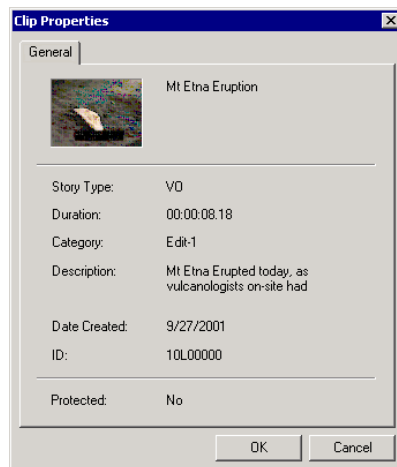 Clip Properties
General
Mt Etna Eruption
Story Type: VO
Duration: 00:00:08.18
Category: Edit-1
Description: Mt Etna Erupted today, as
vulcanologists on-site had
Date Created: 9/27/2001
ID: 10L00000
Protected: No
OK Cancel